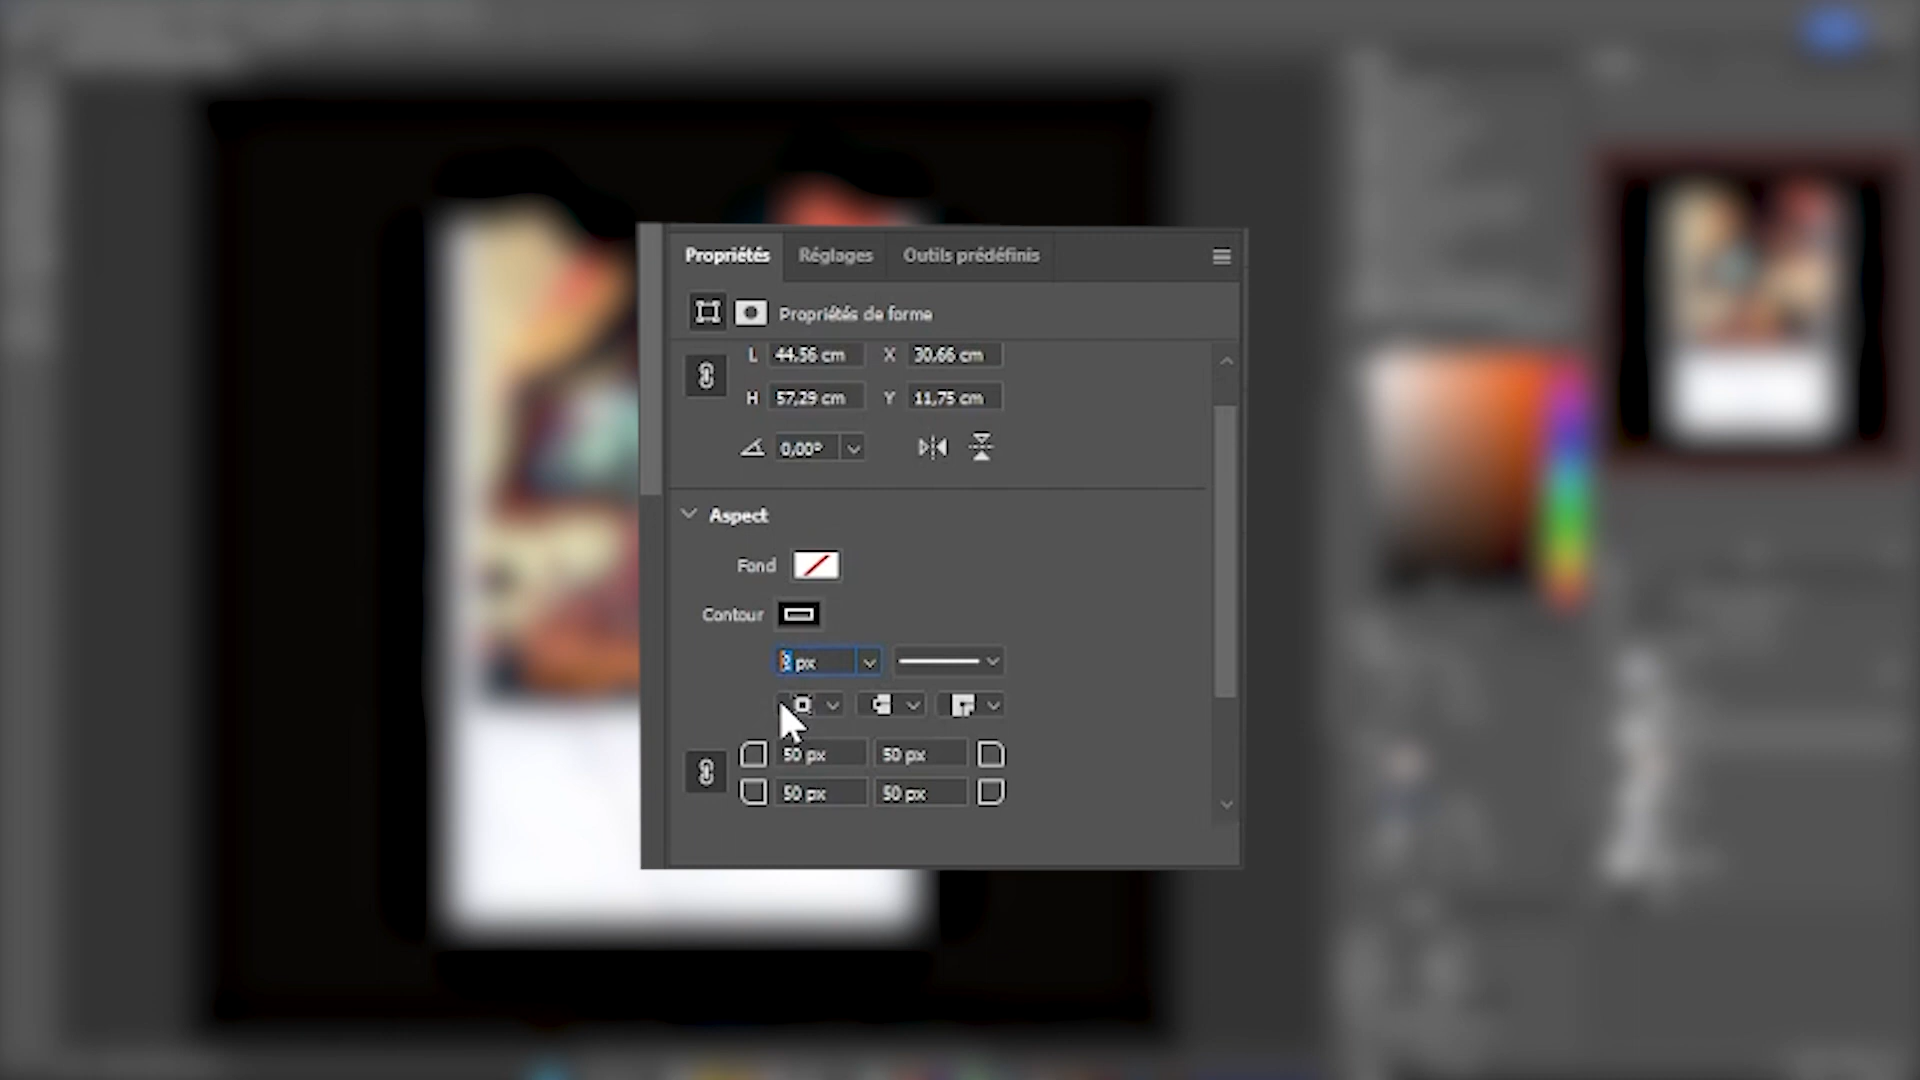 Propriétés Réglages Outils prédéfinis
Propriétés de forme
L 44,56 cm X 30,66 cm
H 57,29 cm Y 11,75 cm
0,00°
Aspect
Fond
Contour
px
50 px 50 px
50 px 50 px